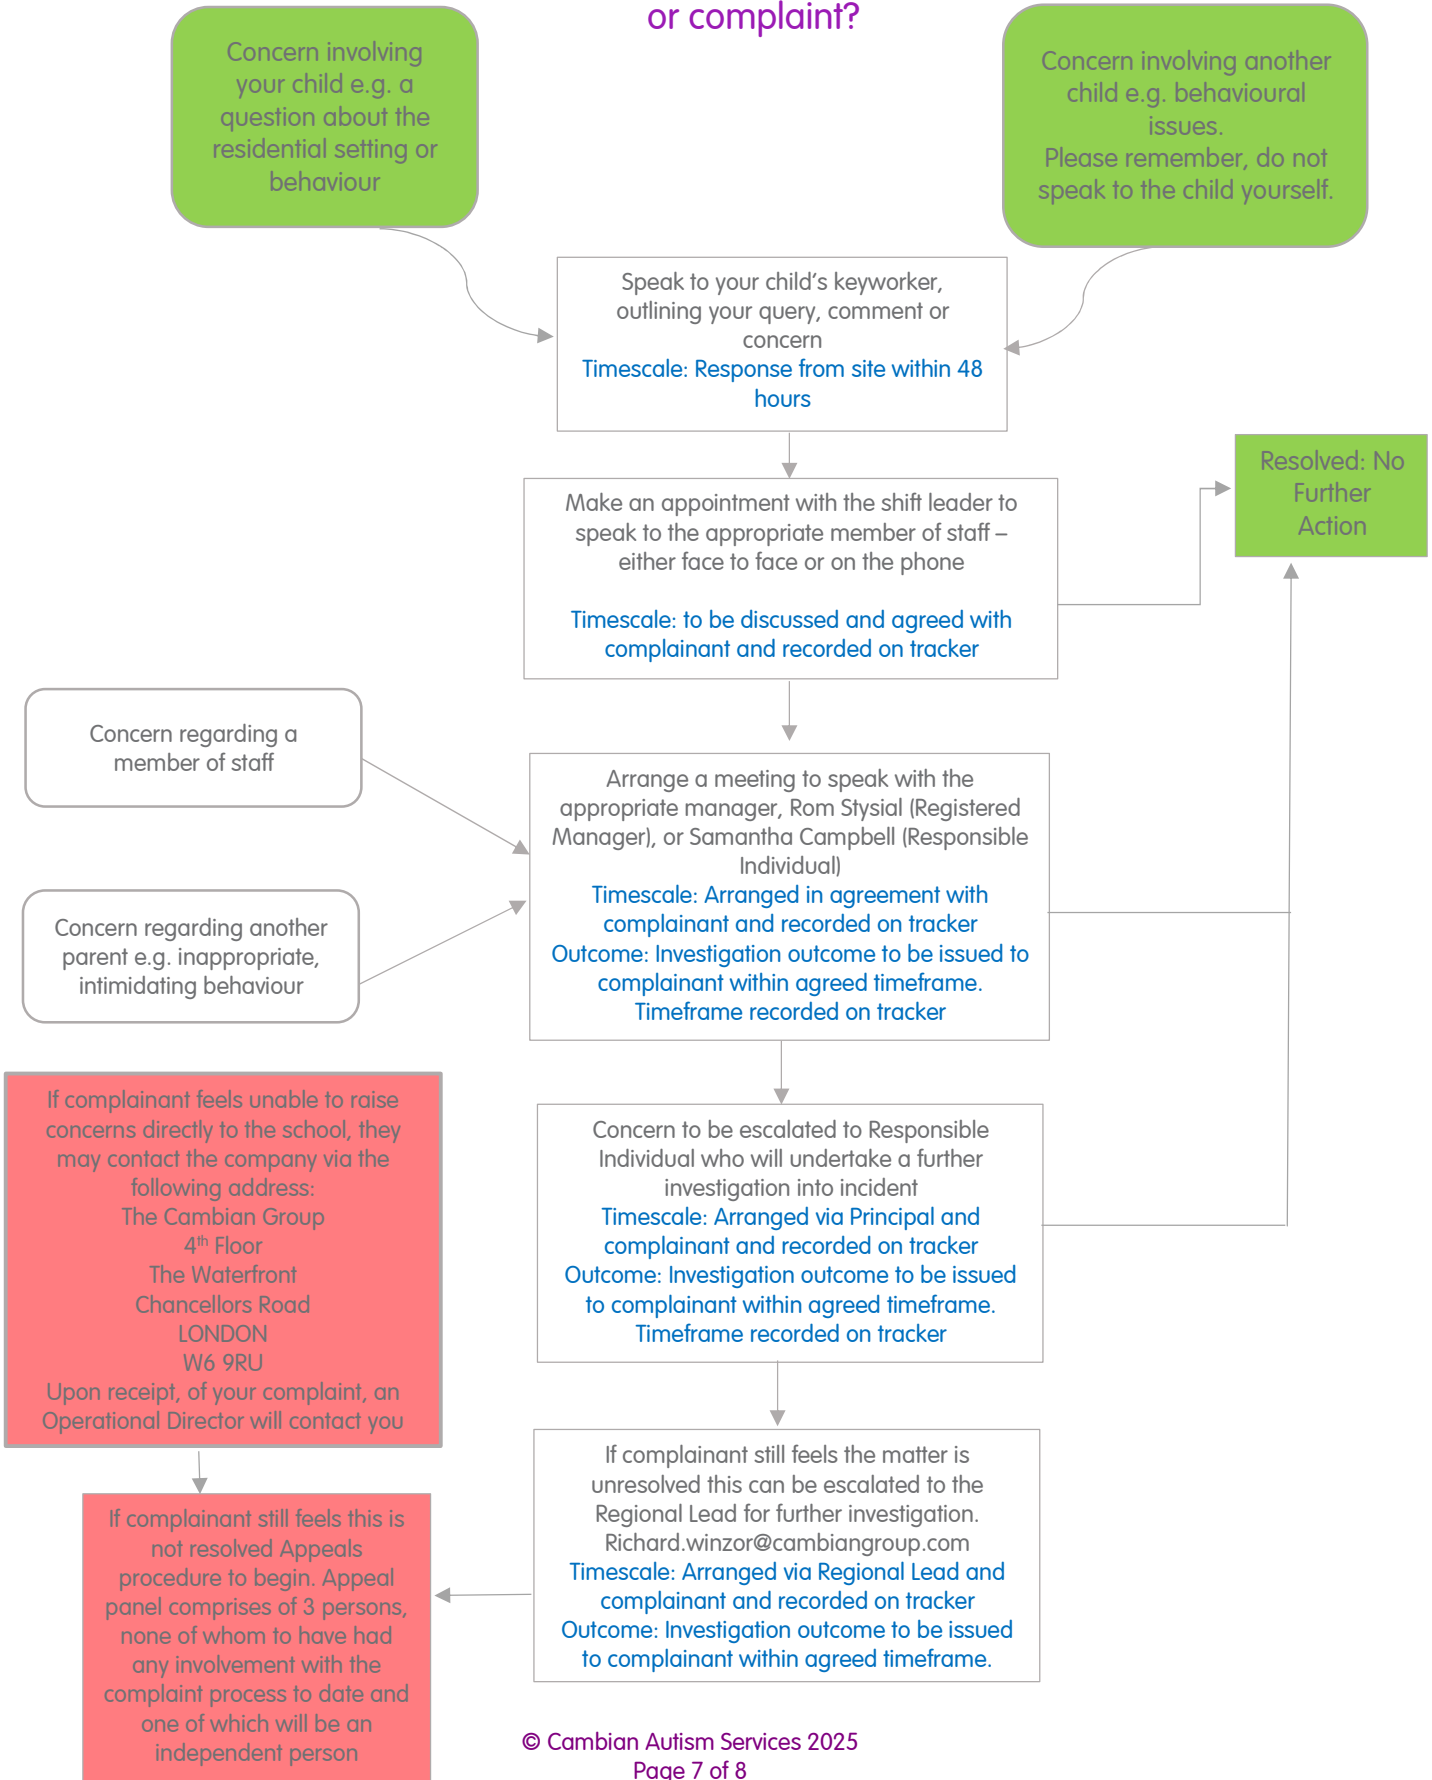 or complaint?
Concern involving
your child e.g. a
question about the
residential setting or
behaviour
Concern involving another
child e.g. behavioural
issues.
Please remember, do not
speak to the child yourself.
Speak to your child's keyworker,
outlining your query, comment or
concern
Timescale: Response from site within 48
hours
Resolved: No
Further
Action
Make an appointment with the shift leader to
speak to the appropriate member of staff –
either face to face or on the phone
Timescale: to be discussed and agreed with
complainant and recorded on tracker
Concern regarding a
member of staff
Arrange a meeting to speak with the
appropriate manager, Rom Stysial (Registered
Manager), or Samantha Campbell (Responsible
Individual)
Timescale: Arranged in agreement with
complainant and recorded on tracker
Outcome: Investigation outcome to be issued to
complainant within agreed timeframe.
Timeframe recorded on tracker
Concern regarding another
parent e.g. inappropriate,
intimidating behaviour
If complainant feels unable to raise
concerns directly to the school, they
may contact the company via the
following address:
The Cambian Group
4th Floor
The Waterfront
Chancellors Road
LONDON
W6 9RU
Upon receipt, of your complaint, an
Operational Director will contact you
Concern to be escalated to Responsible
Individual who will undertake a further
investigation into incident
Timescale: Arranged via Principal and
complainant and recorded on tracker
Outcome: Investigation outcome to be issued
to complainant within agreed timeframe.
Timeframe recorded on tracker
If complainant still feels the matter is
unresolved this can be escalated to the
Regional Lead for further investigation.
Richard.winzor@cambiangroup.com
Timescale: Arranged via Regional Lead and
complainant and recorded on tracker
Outcome: Investigation outcome to be issued
to complainant within agreed timeframe.
If complainant still feels this is
not resolved Appeals
procedure to begin. Appeal
panel comprises of 3 persons,
none of whom to have had
any involvement with the
complaint process to date and
one of which will be an
independent person
© Cambian Autism Services 2025
Page 7 of 8